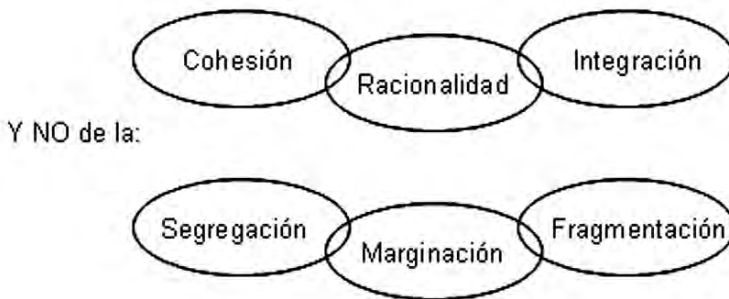 Cohesión
Racionalidad
Integración
Y NO de la:
Segregación
Marginación
Fragmentación